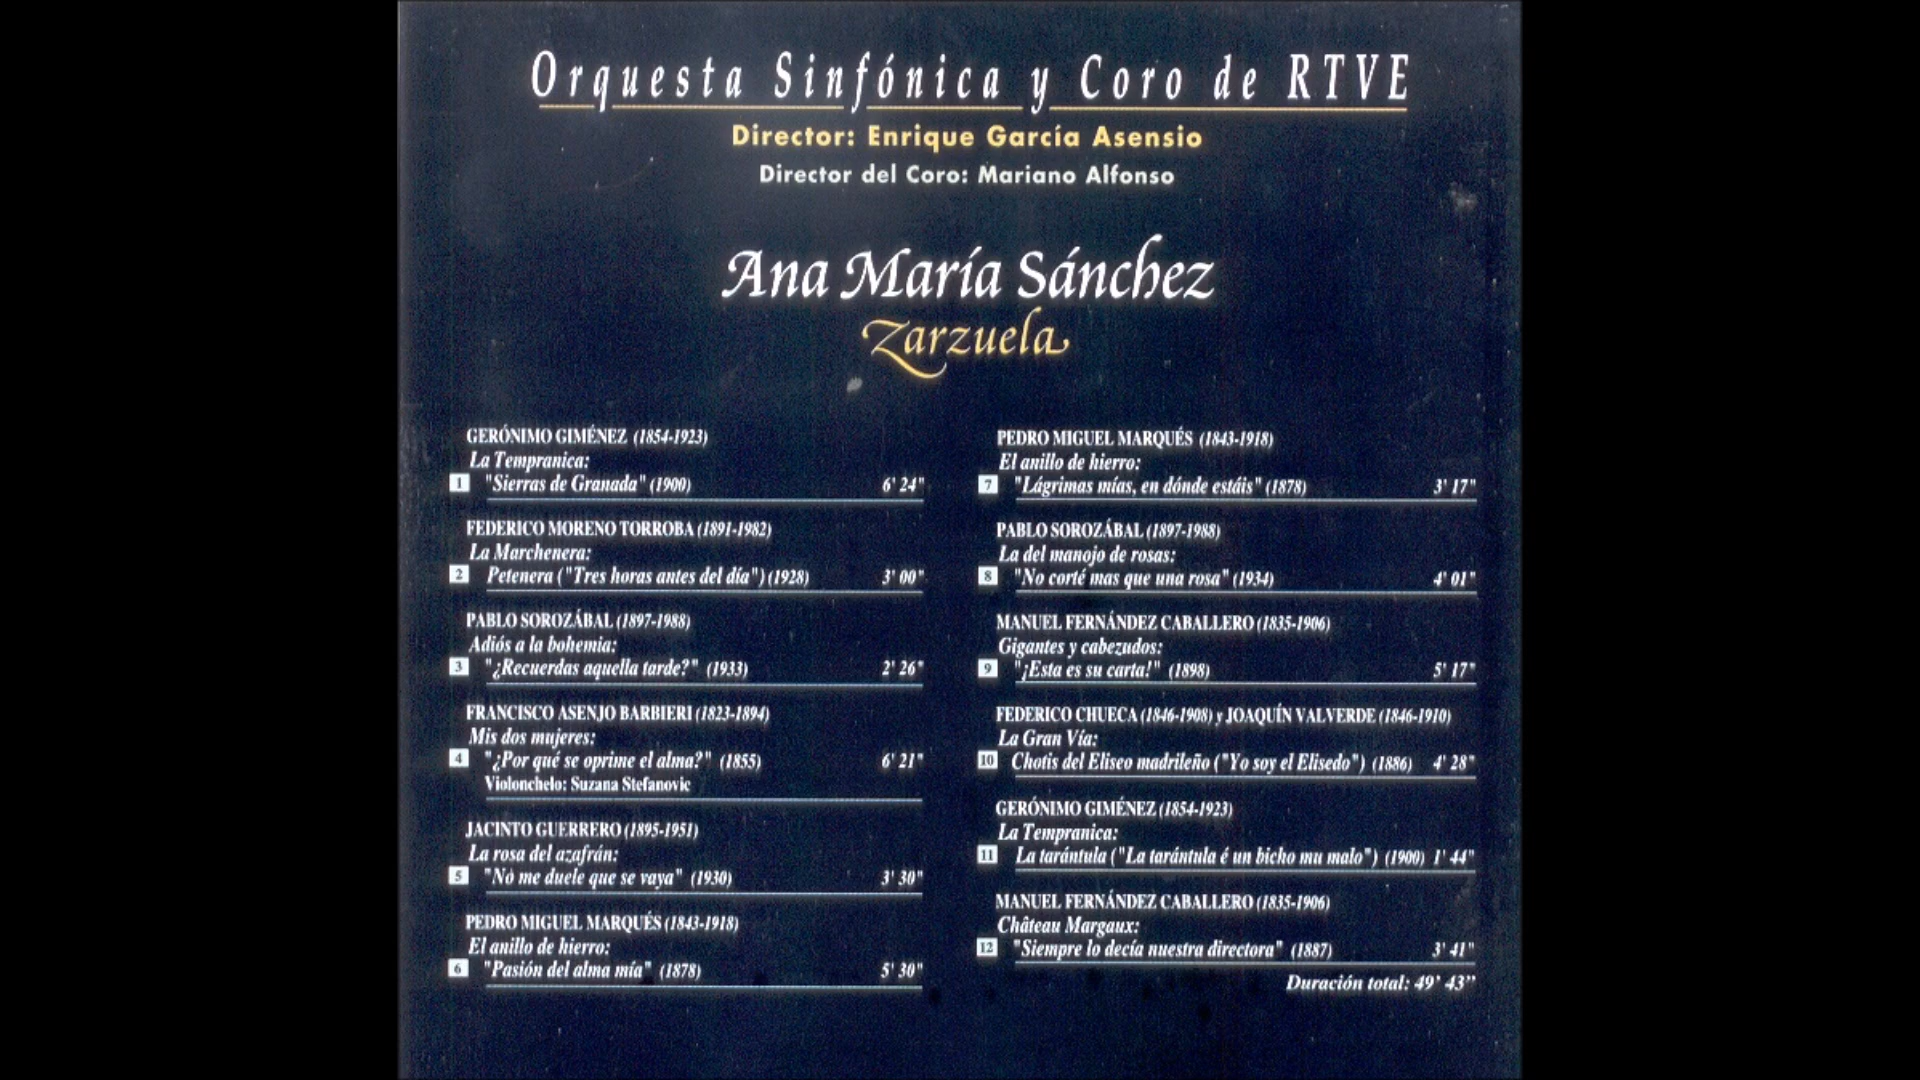 Orquesta Sinfónica y Coro de RTVE
Director: Enrique García Asensio
Director del Coro: Mariano Alfonso
Ana María Sánchez
Zarzuela
GERÓNIMO GIMÉNEZ (1854-1923)
La Tempranica:
1 "Sierras de Granada" (1900) 6' 24"
FEDERICO MORENO TORROBA (1891-1982)
La Marchenera:
2 Petenera ("Tres horas antes del día") (1928) 3' 00"
PABLO SOROZÁBAL (1897-1988)
Adiós a la bohemia:
3 "¿Recuerdas aquella tarde?" (1933) 2' 26"
FRANCISCO ASENJO BARBIERI (1823-1894)
Mis dos mujeres:
4 "¿Por qué se oprime el alma?" (1855) 6' 21"
Violonchelo: Suzana Stefanovic
JACINTO GUERRERO (1895-1951)
La rosa del azafrán:
5 "No me duele que se vaya" (1930) 3' 30"
PEDRO MIGUEL MARQUÉS (1843-1918)
El anillo de hierro:
6 "Pasión del alma mía" (1878) 5' 30"
PEDRO MIGUEL MARQUÉS (1843-1918)
El anillo de hierro:
7 "Lágrimas mías, en dónde estáis" (1878) 3' 17"
PABLO SOROZÁBAL (1897-1988)
La del manojo de rosas:
8 "No corté mas que una rosa" (1934) 4' 01"
MANUEL FERNÁNDEZ CABALLERO (1835-1906)
Gigantes y cabezudos:
9 "¡Esta es su carta!" (1898) 5' 17"
FEDERICO CHUECA (1846-1908) y JOAQUÍN VALVERDE (1846-1910)
La Gran Vía:
10 Chotis del Eliseo madrileño ("Yo soy el Elisedo") (1886) 4' 28"
GERÓNIMO GIMÉNEZ (1854-1923)
La Tempranica:
11 La tarántula ("La tarántula é un bicho mu malo") (1900) 1' 44"
MANUEL FERNÁNDEZ CABALLERO (1835-1906)
Château Margaux:
12 "Siempre lo decía nuestra directora" (1887) 3' 41"
Duración total: 49' 43"